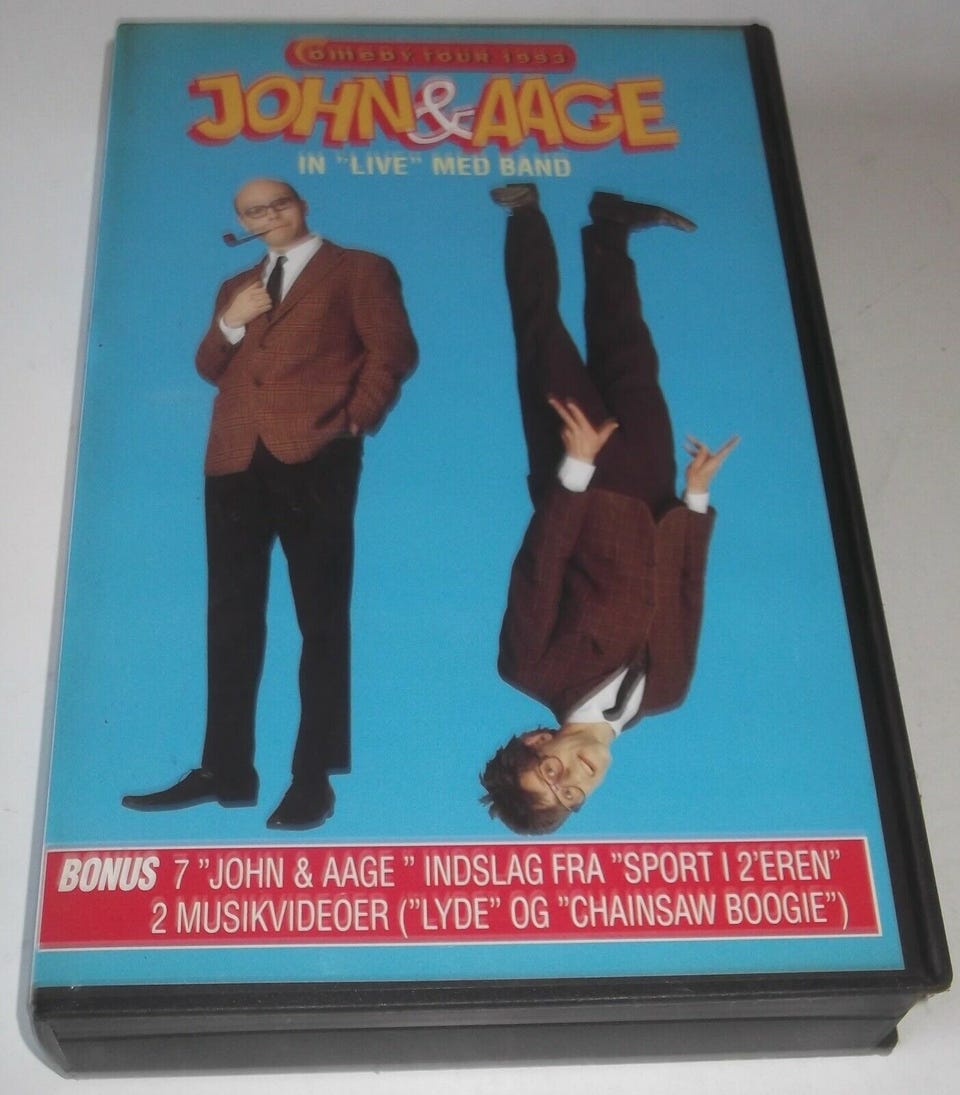 COMEDY TOUR 1993
JOHN & AAGE
IN "LIVE" MED BAND
BONUS 7 "JOHN & AAGE " INDSLAG FRA "SPORT I 2'EREN"
2 MUSIKVIDEOER ("LYDE" OG "CHAINSAW BOOGIE")